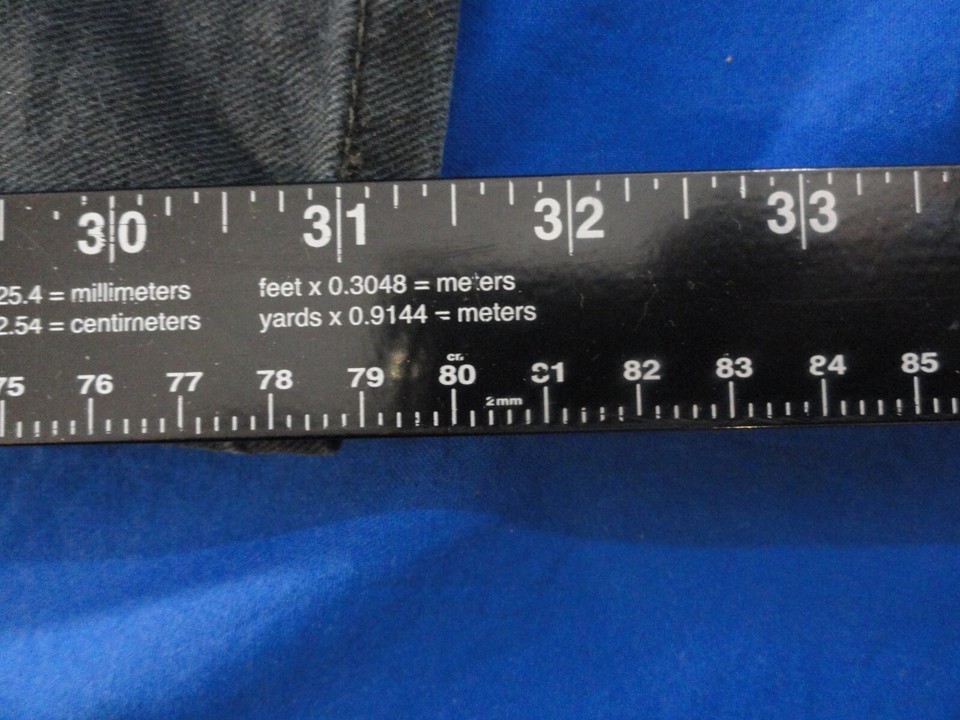 30 31 32 33
25.4 = millimeters feet x 0.3048 = meters
2.54 = centimeters yards x 0.9144 = meters
cm
75 76 77 78 79 80 81 82 83 84 85
2mm